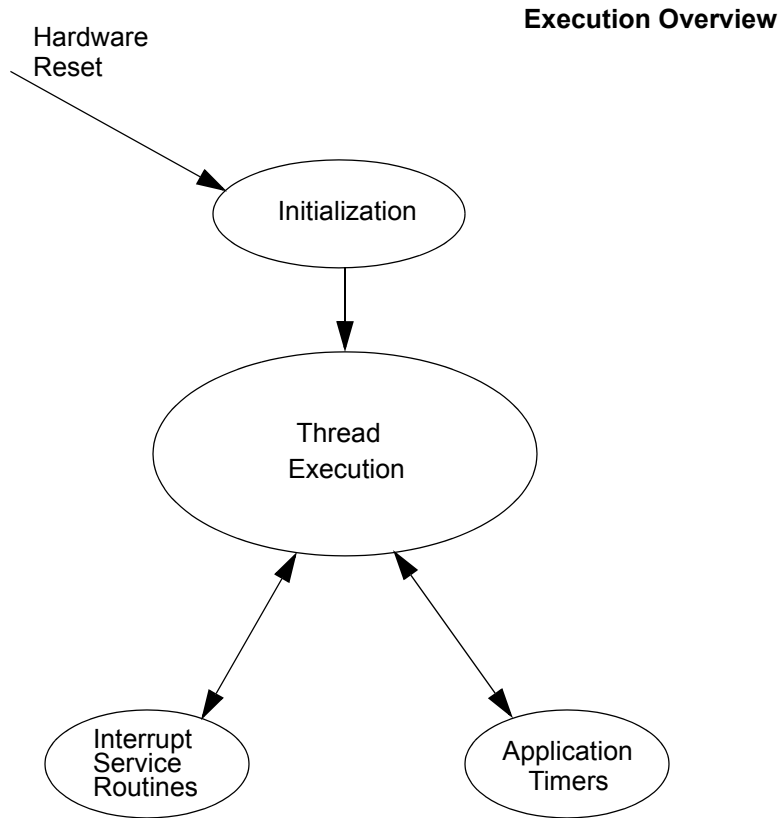 Execution Overview
Hardware
Reset
Initialization
Thread
Execution
Interrupt
Service
Routines
Application
Timers